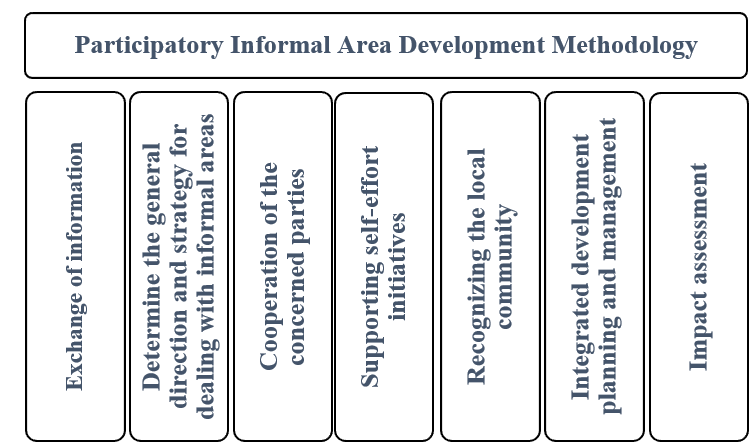 Participatory Informal Area Development Methodology
Exchange of information
Determine the general
direction and strategy for
dealing with informal areas
Cooperation of the
concerned parties
Supporting self-effort
initiatives
Recognizing the local
community
Integrated development
planning and management
Impact assessment